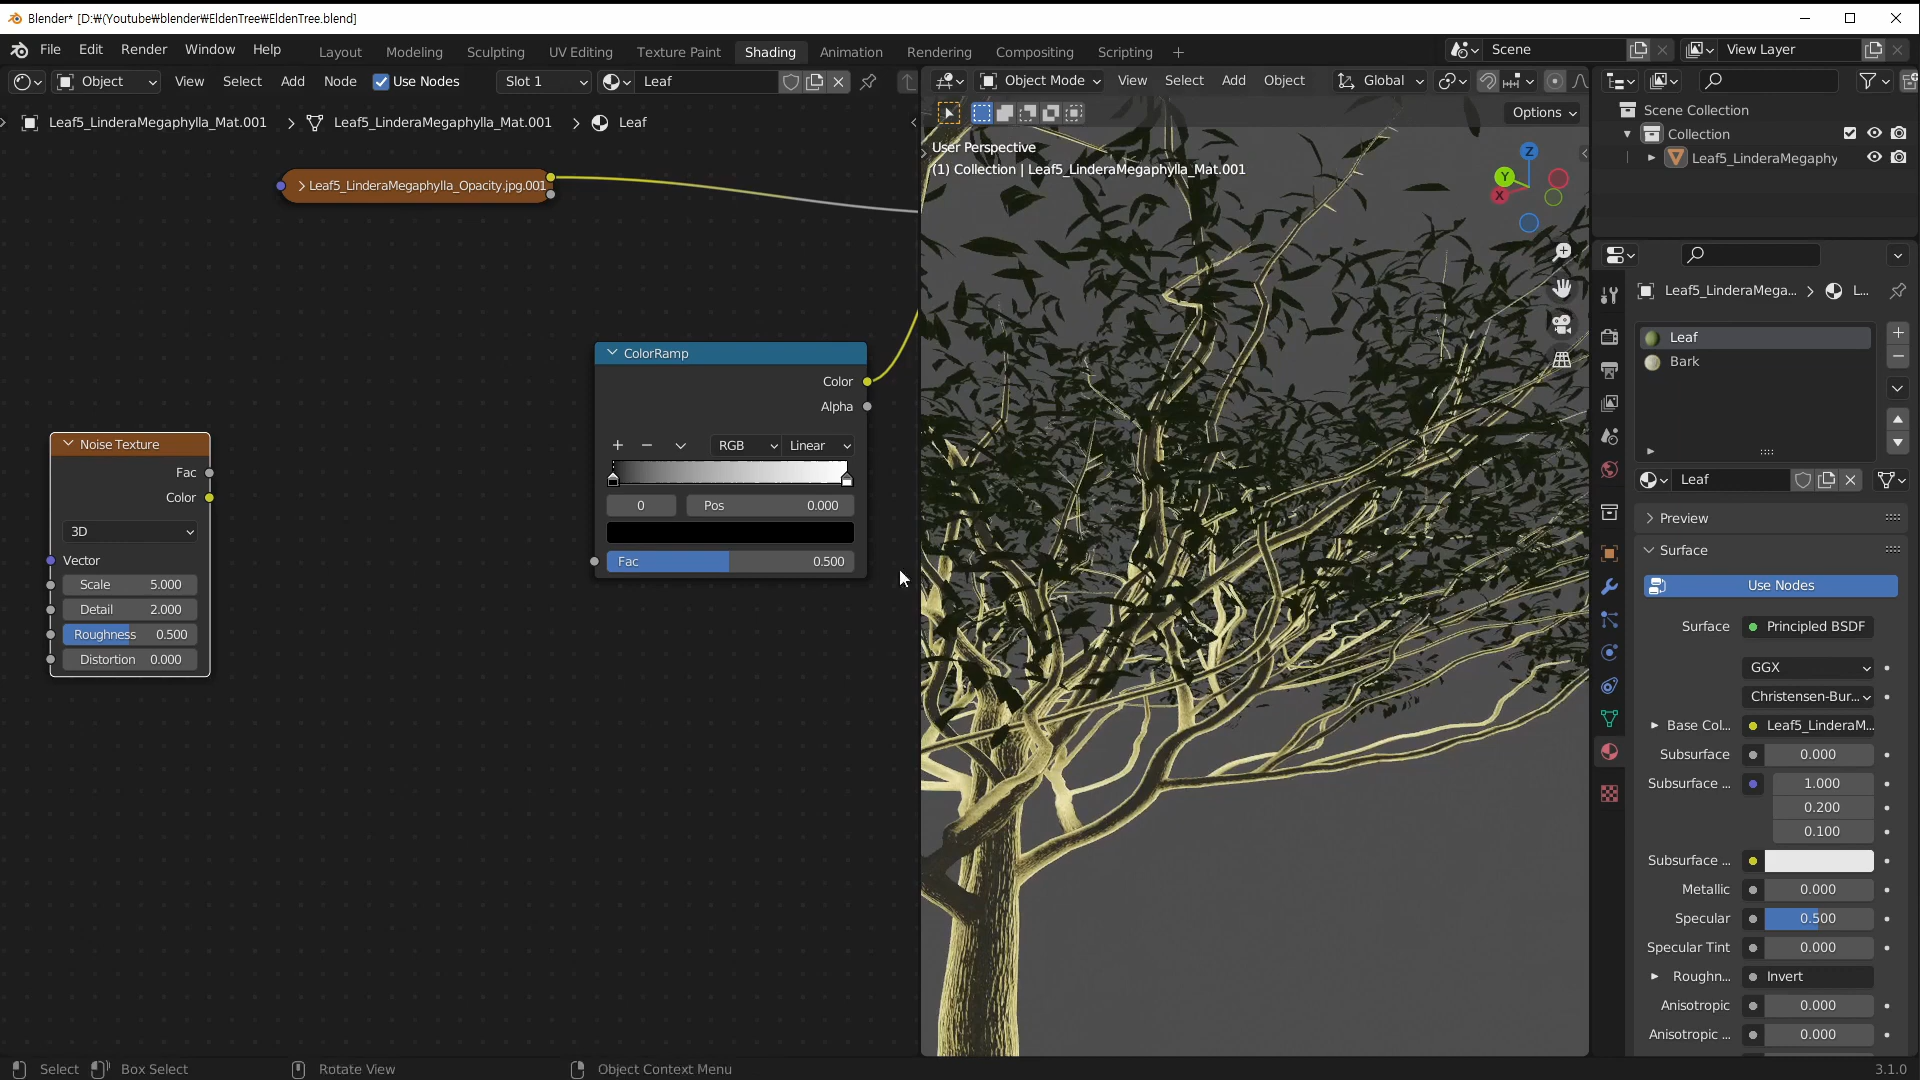 Blender* [D:₩(Youtube₩blender₩EldenTree₩EldenTree.blend]
File Edit Render Window Help Layout Modeling Sculpting UV Editing Texture Paint Shading Animation Rendering Compositing Scripting + Scene View Layer
Object View Select Add Node Use Nodes Slot 1 Leaf
Object Mode View Select Add Object Global
Options
Leaf5_LinderaMegaphylla_Mat.001 Leaf5_LinderaMegaphylla_Mat.001 Leaf
Leaf5_LinderaMegaphylla_Opacity.jpg.001
ColorRamp
Color
Alpha
RGB Linear
0 Pos 0.000
Fac 0.500
Noise Texture
Fac
Color
3D
Vector
Scale 5.000
Detail 2.000
Roughness 0.500
Distortion 0.000
User Perspective
(1) Collection | Leaf5_LinderaMegaphylla_Mat.001
Z
Y
X
Scene Collection
Collection
Leaf5_LinderaMegaphy
Leaf5_LinderaMega... L...
Leaf
Bark
Leaf
Preview
Surface
Use Nodes
Surface Principled BSDF
GGX
Christensen-Bur...
Base Col... Leaf5_LinderaM...
Subsurface 0.000
Subsurface ... 1.000
0.200
0.100
Subsurface ...
Metallic 0.000
Specular 0.500
Specular Tint 0.000
Roughn... Invert
Anisotropic 0.000
Anisotropic ... 0.000
Select Box Select Rotate View Object Context Menu 3.1.0